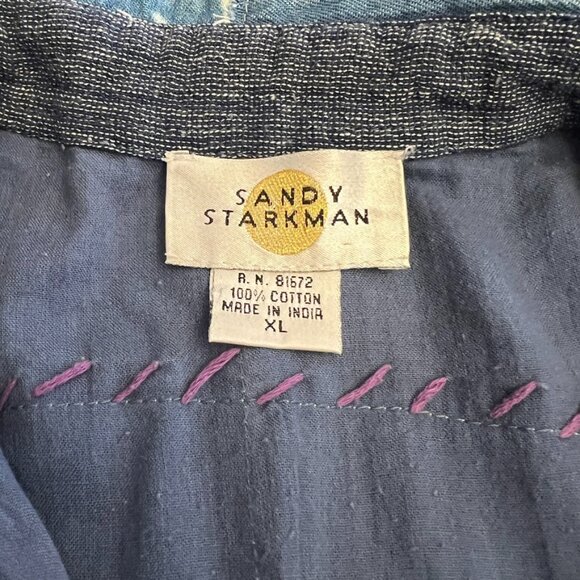 SANDY
STARKMAN
R. N. 81672
100% COTTON
MADE IN INDIA
XL